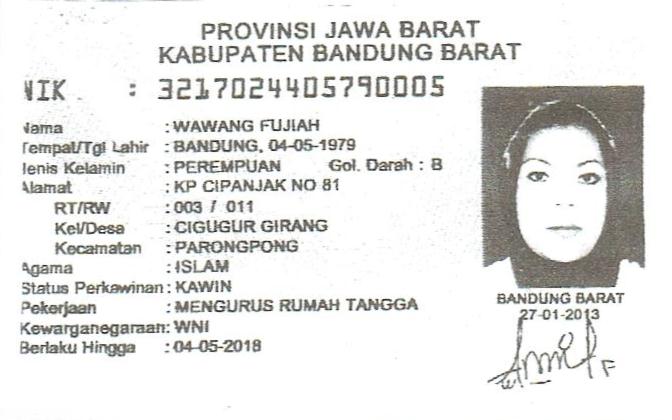 PROVINSI JAWA BARAT
KABUPATEN BANDUNG BARAT
NIK : 3217024405790005
Nama : WAWANG FUJIAH
Tempat/Tgl Lahir : BANDUNG, 04-05-1979
Jenis Kelamin : PEREMPUAN Gol. Darah : B
Alamat : KP CIPANJAK NO 81
RT/RW : 003 / 011
Kel/Desa : CIGUGUR GIRANG
Kecamatan : PARONGPONG
Agama : ISLAM
Status Perkawinan : KAWIN
Pekerjaan : MENGURUS RUMAH TANGGA
Kewarganegaraan: WNI
Berlaku Hingga : 04-05-2018
BANDUNG BARAT
27-01-2013